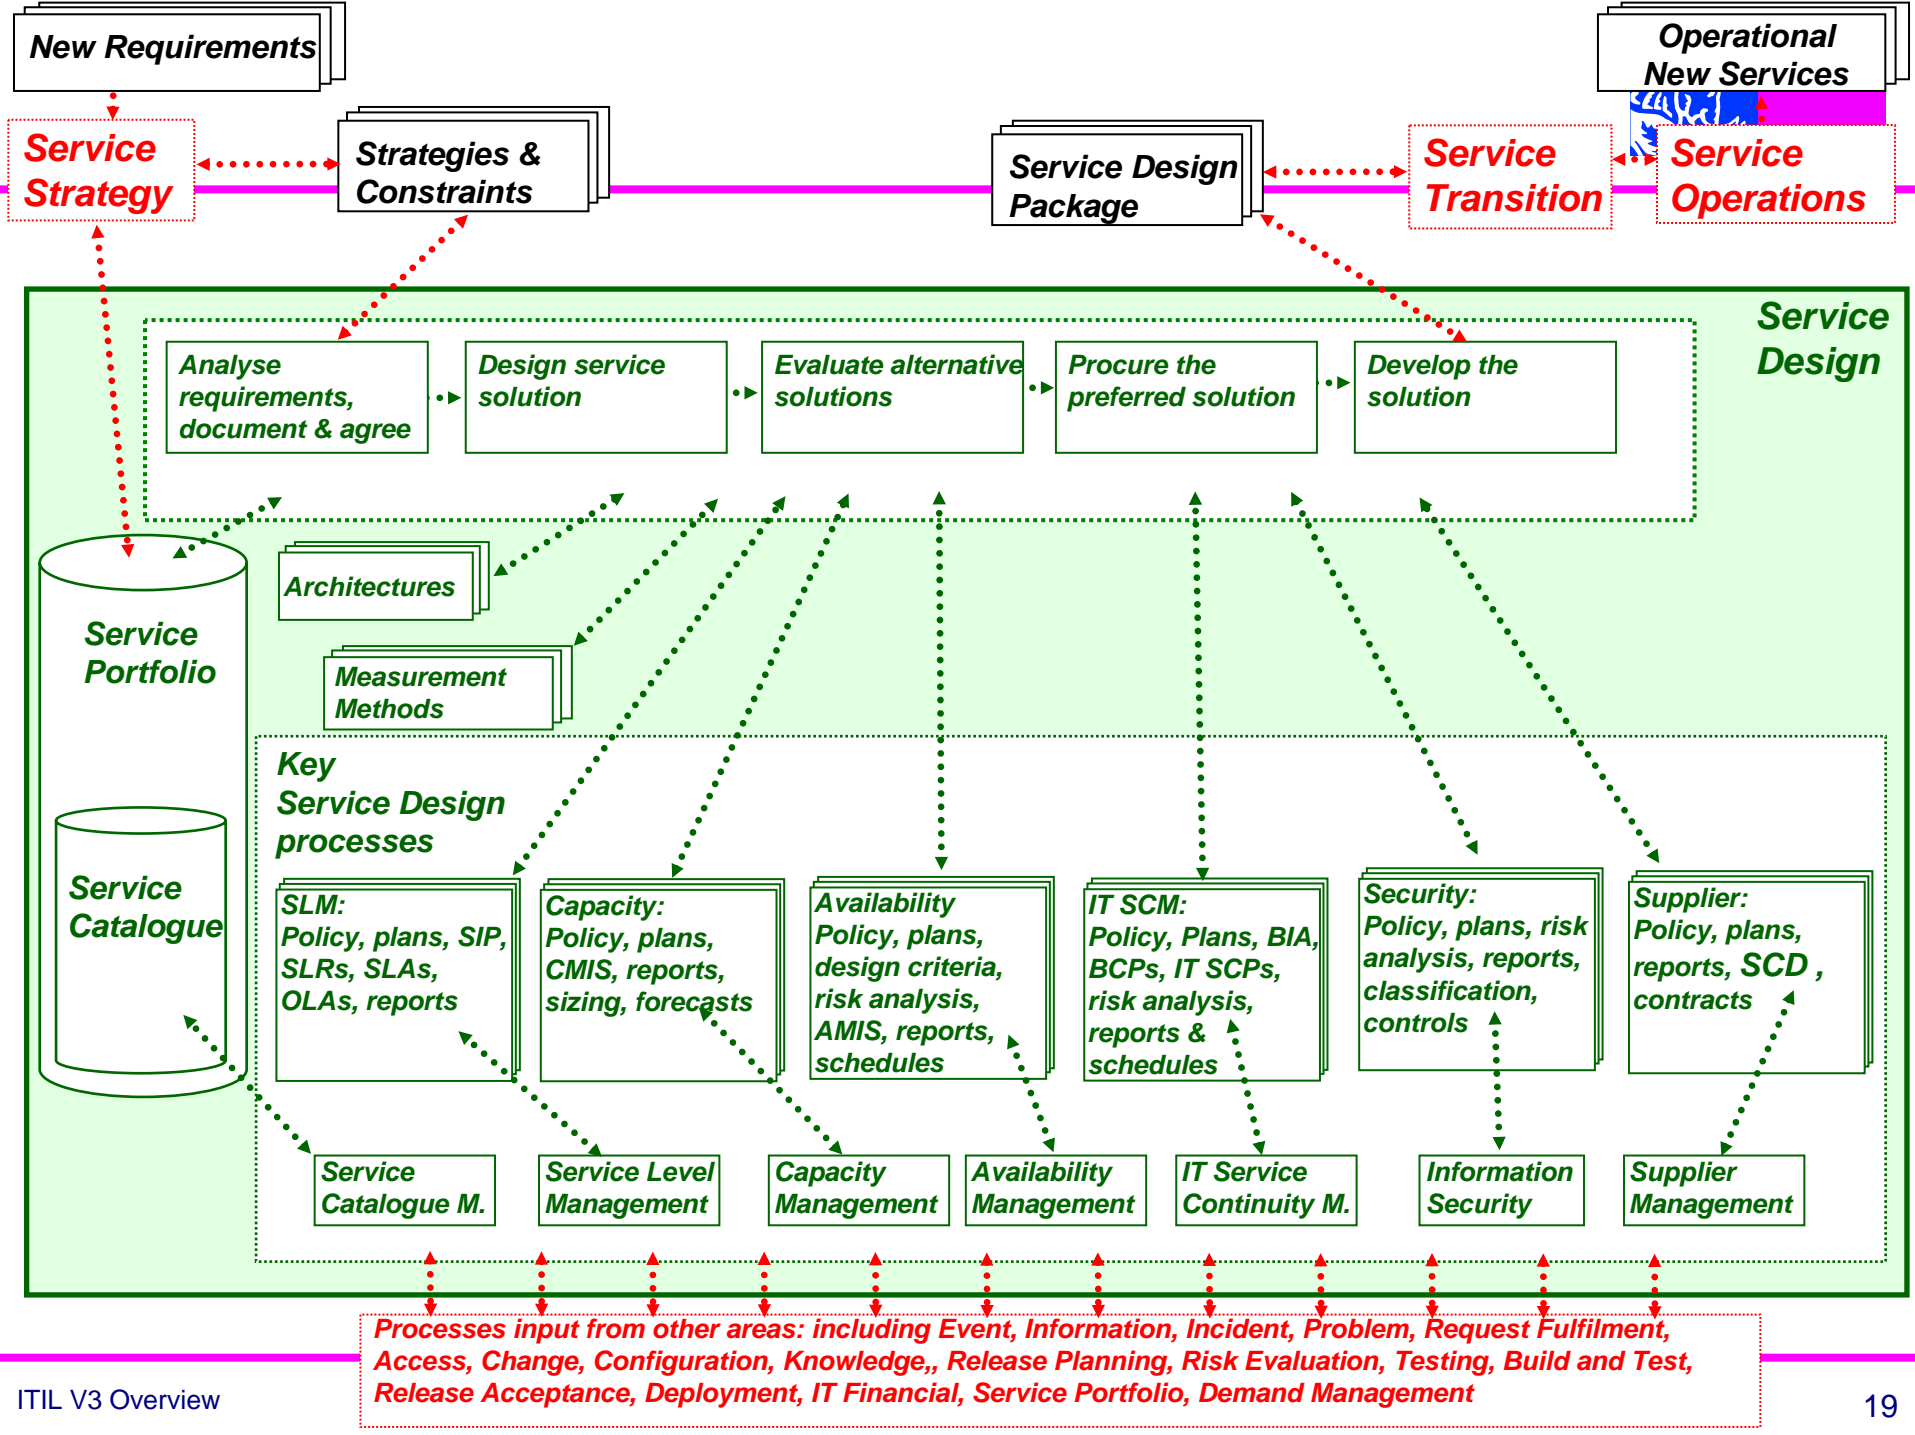 New Requirements
Operational
New Services
Service
Strategy
Strategies &
Constraints
Service Design
Package
Service
Transition
Service
Operations
Service
Design
Analyse
requirements,
document & agree
Design service
solution
Evaluate alternative
solutions
Procure the
preferred solution
Develop the
solution
Architectures
Service
Portfolio
Measurement
Methods
Key
Service Design
processes
Service
Catalogue
SLM:
Policy, plans, SIP,
SLRs, SLAs,
OLAs, reports
Capacity:
Policy, plans,
CMIS, reports,
sizing, forecasts
Availability
Policy, plans,
design criteria,
risk analysis,
AMIS, reports,
schedules
IT SCM:
Policy, Plans, BIA,
BCPs, IT SCPs,
risk analysis,
reports &
schedules
Security:
Policy, plans, risk
analysis, reports,
classification,
controls
Supplier:
Policy, plans,
reports, SCD ,
contracts
Service
Catalogue M.
Service Level
Management
Capacity
Management
Availability
Management
IT Service
Continuity M.
Information
Security
Supplier
Management
Processes input from other areas: including Event, Information, Incident, Problem, Request Fulfilment,
Access, Change, Configuration, Knowledge,, Release Planning, Risk Evaluation, Testing, Build and Test,
Release Acceptance, Deployment, IT Financial, Service Portfolio, Demand Management
ITIL V3 Overview
19